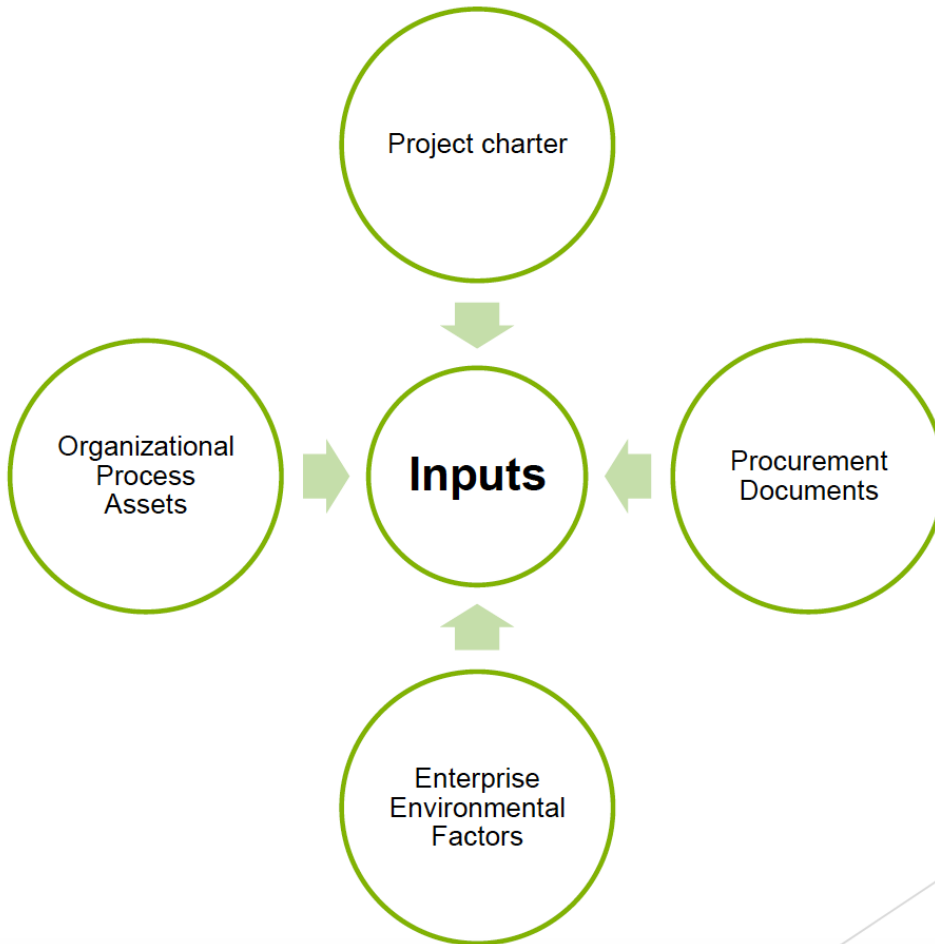 Project charter
Organizational
Process
Assets
Inputs
Procurement
Documents
Enterprise
Environmental
Factors